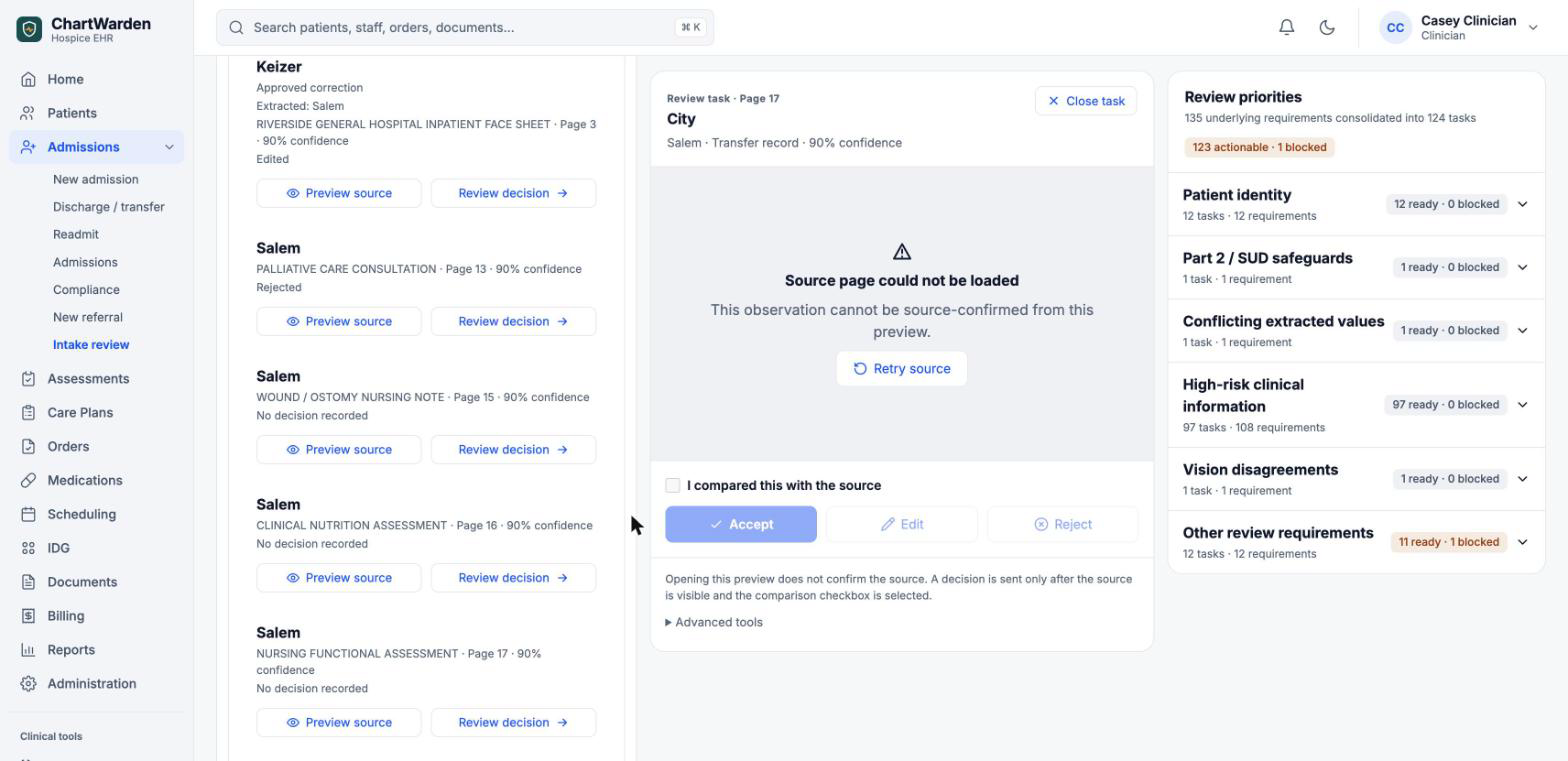 ChartWarden
Hospice EHR
Search patients, staff, orders, documents...
⌘ K
CC
Casey Clinician
Clinician
Home
Patients
Admissions
New admission
Discharge / transfer
Readmit
Admissions
Compliance
New referral
Intake review
Assessments
Care Plans
Orders
Medications
Scheduling
IDG
Documents
Billing
Reports
Administration
Clinical tools
Keizer
Approved correction
Extracted: Salem
RIVERSIDE GENERAL HOSPITAL INPATIENT FACE SHEET · Page 3
· 90% confidence
Edited
Preview source
Review decision →
Salem
PALLIATIVE CARE CONSULTATION · Page 13 · 90% confidence
Rejected
Preview source
Review decision →
Salem
WOUND / OSTOMY NURSING NOTE · Page 15 · 90% confidence
No decision recorded
Preview source
Review decision →
Salem
CLINICAL NUTRITION ASSESSMENT · Page 16 · 90% confidence
No decision recorded
Preview source
Review decision →
Salem
NURSING FUNCTIONAL ASSESSMENT · Page 17 · 90%
confidence
No decision recorded
Preview source
Review decision →
Review task · Page 17
City
Salem · Transfer record · 90% confidence
Close task
Source page could not be loaded
This observation cannot be source-confirmed from this
preview.
Retry source
I compared this with the source
Accept
Edit
Reject
Opening this preview does not confirm the source. A decision is sent only after the source
is visible and the comparison checkbox is selected.
Advanced tools
Review priorities
135 underlying requirements consolidated into 124 tasks
123 actionable · 1 blocked
Patient identity
12 tasks · 12 requirements
12 ready · 0 blocked
Part 2 / SUD safeguards
1 task · 1 requirement
1 ready · 0 blocked
Conflicting extracted values
1 task · 1 requirement
1 ready · 0 blocked
High-risk clinical
information
97 tasks · 108 requirements
97 ready · 0 blocked
Vision disagreements
1 task · 1 requirement
1 ready · 0 blocked
Other review requirements
12 tasks · 12 requirements
11 ready · 1 blocked